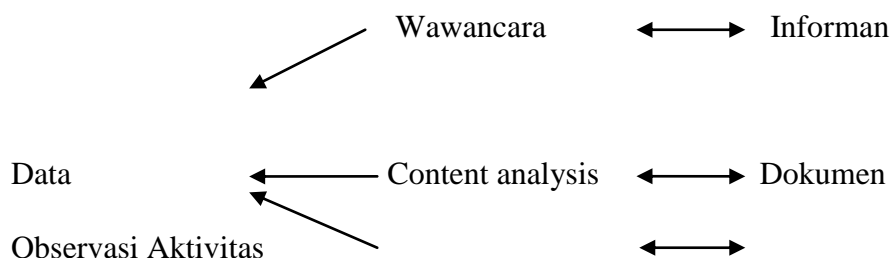 Wawancara Informan
Data Content analysis Dokumen
Observasi Aktivitas